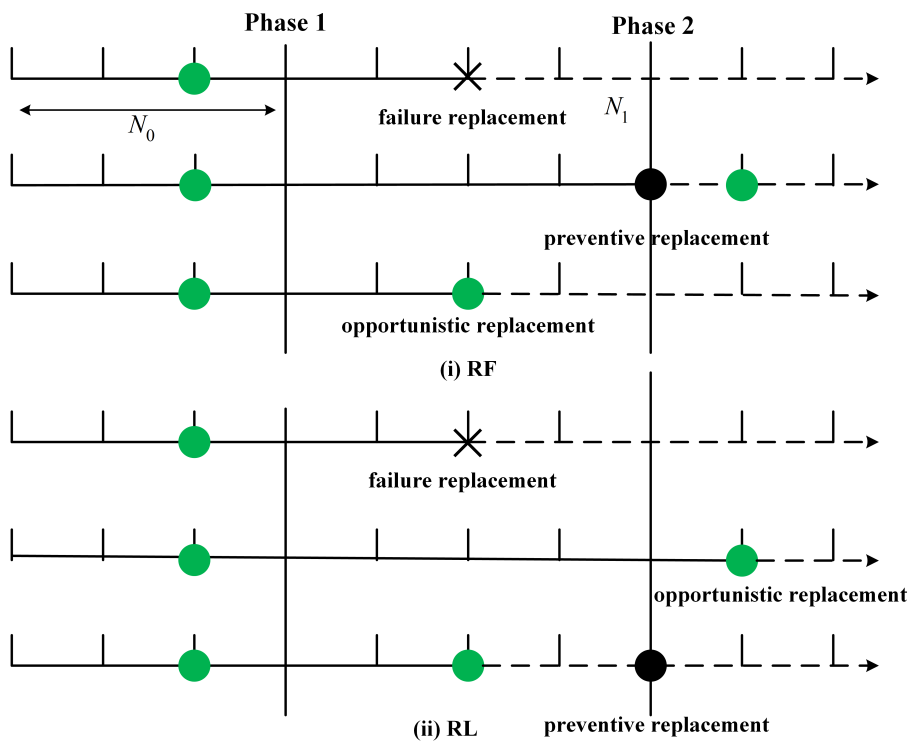 Phase 1
Phase 2
failure replacement
N₀
N₁
preventive replacement
opportunistic replacement
(i) RF
failure replacement
opportunistic replacement
(ii) RL
preventive replacement